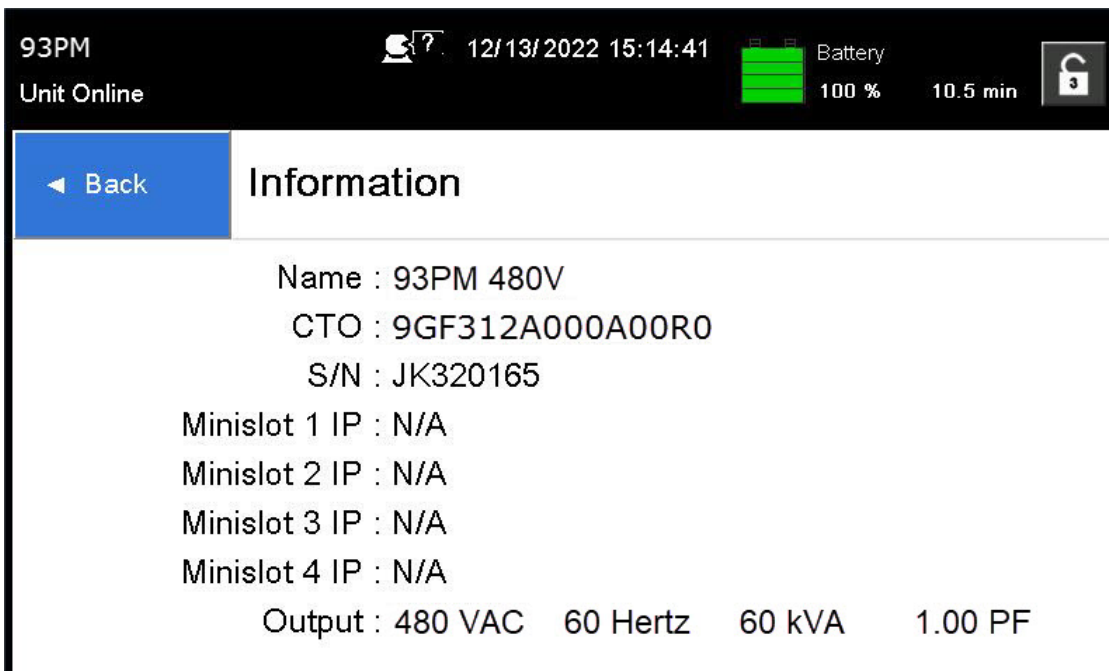 93PM
? 12/13/2022 15:14:41
Battery
Unit Online
100 % 10.5 min
3
◄ Back
Information
Name : 93PM 480V
CTO : 9GF312A000A00R0
S/N : JK320165
Minislot 1 IP : N/A
Minislot 2 IP : N/A
Minislot 3 IP : N/A
Minislot 4 IP : N/A
Output : 480 VAC 60 Hertz 60 kVA 1.00 PF